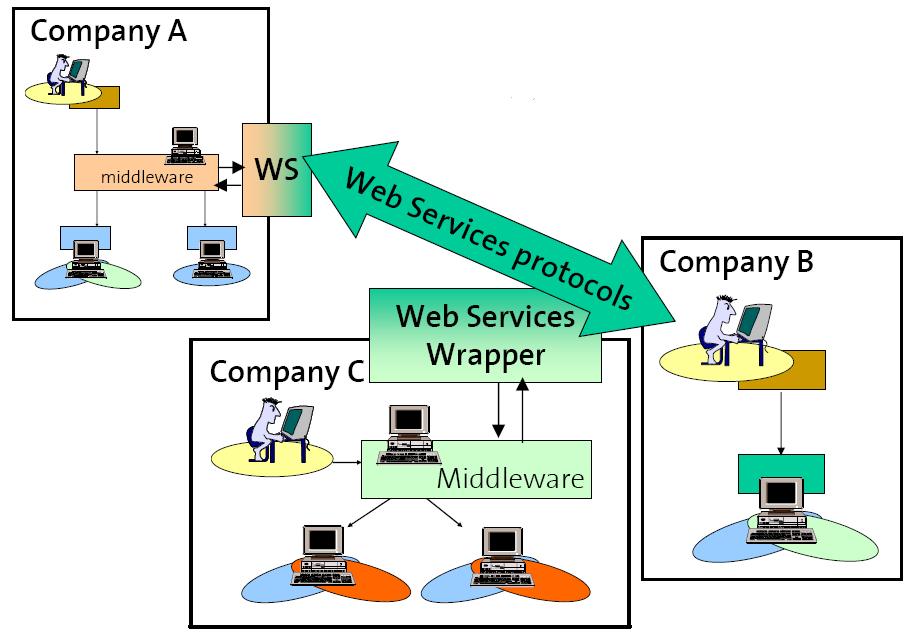 Company A
middleware
WS
Web Services protocols
Company B
Web Services
Wrapper
Company C
Middleware